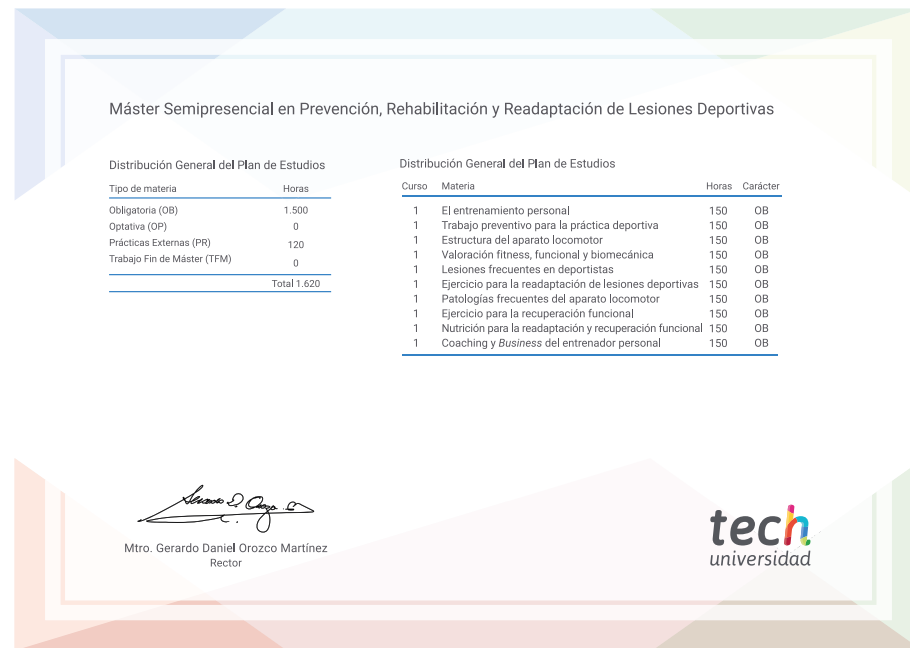 Máster Semipresencial en Prevención, Rehabilitación y Readaptación de Lesiones Deportivas
Distribución General del Plan de Estudios
Tipo de materia Horas
Obligatoria (OB) 1.500
Optativa (OP) 0
Prácticas Externas (PR) 120
Trabajo Fin de Máster (TFM) 0
Total 1.620
Distribución General del Plan de Estudios
Curso Materia Horas Carácter
1 El entrenamiento personal 150 OB
1 Trabajo preventivo para la práctica deportiva 150 OB
1 Estructura del aparato locomotor 150 OB
1 Valoración fitness, funcional y biomecánica 150 OB
1 Lesiones frecuentes en deportistas 150 OB
1 Ejercicio para la readaptación de lesiones deportivas 150 OB
1 Patologías frecuentes del aparato locomotor 150 OB
1 Ejercicio para la recuperación funcional 150 OB
1 Nutrición para la readaptación y recuperación funcional 150 OB
1 Coaching y Business del entrenador personal 150 OB
Mtro. Gerardo Daniel Orozco Martínez
Rector
tech
universidad